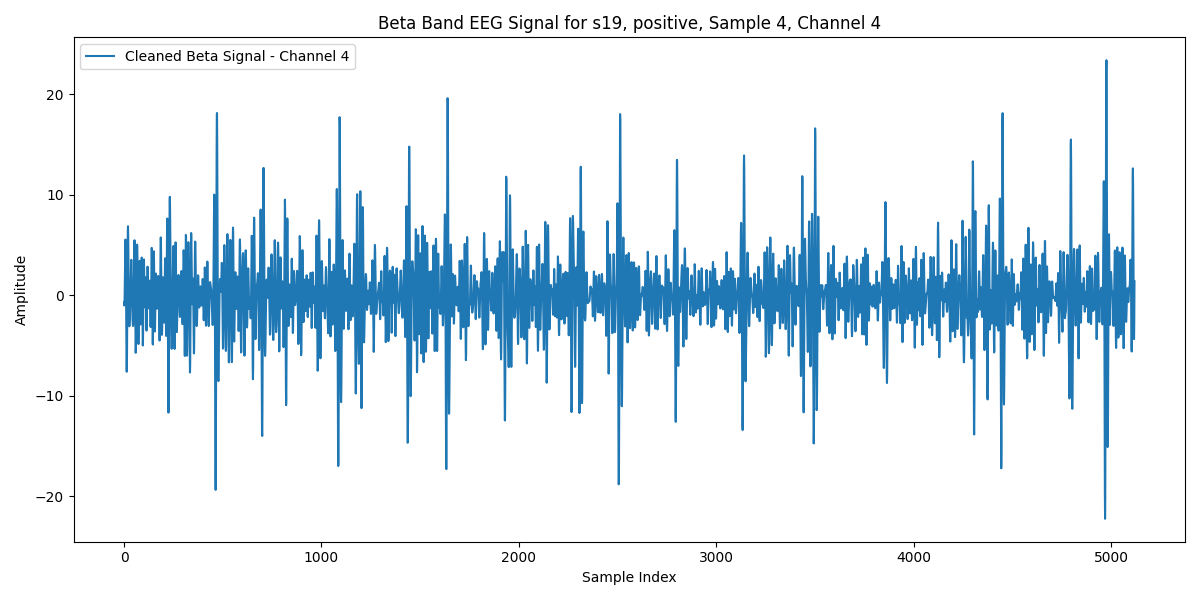 Beta Band EEG Signal for s19, positive, Sample 4, Channel 4
Cleaned Beta Signal - Channel 4
Amplitude
20
10
0
−10
−20
0 1000 2000 3000 4000 5000
Sample Index